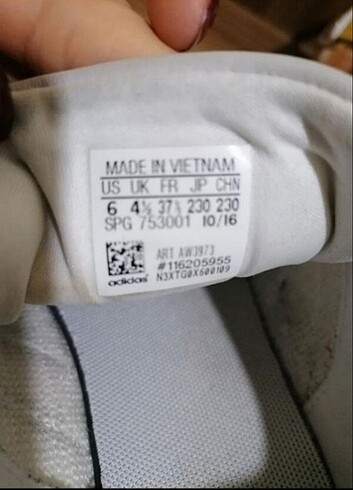 MADE IN VIETNAM
US UK FR JP CHN
6 4½ 37⅓ 230 230
SPG 753001 10/16
ART AW3973
#116205955
adidas N3XTG0X600109